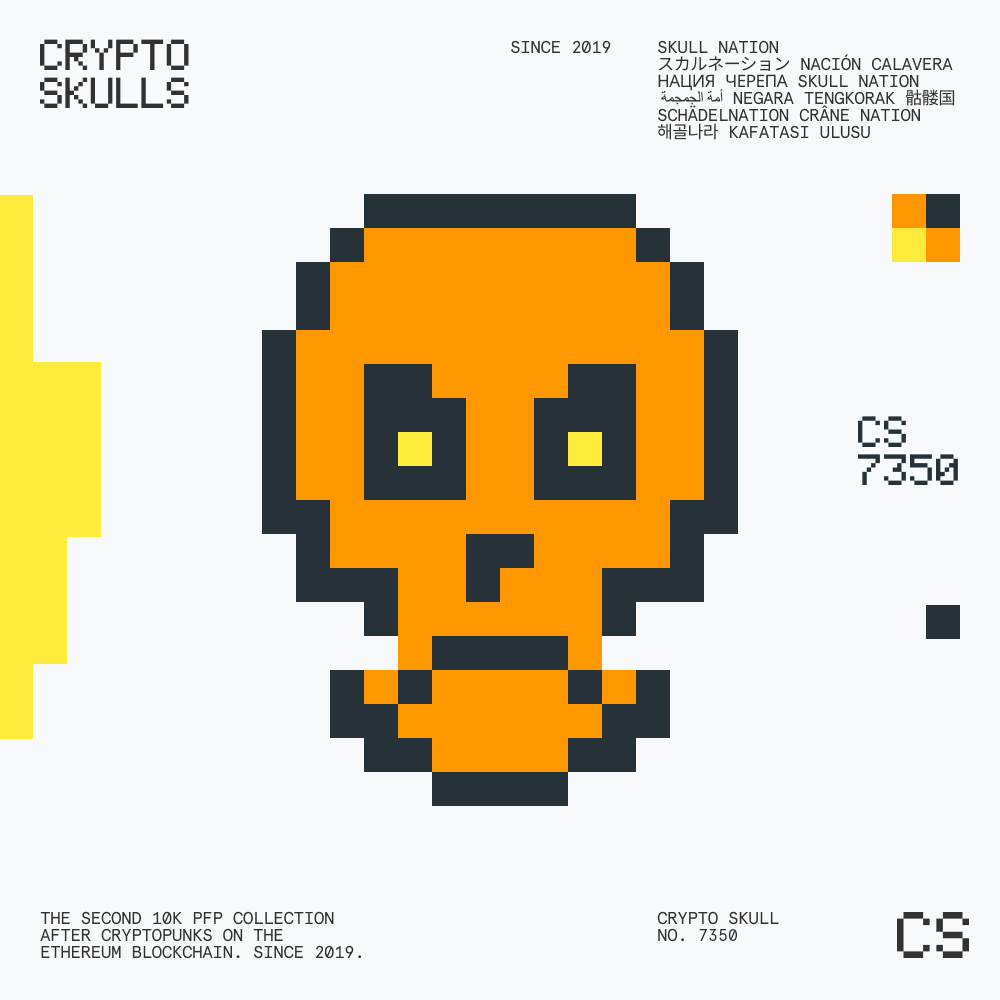 CRYPTO
SKULLS
SINCE 2019
SKULL NATION
スカルネーション NACIÓN CALAVERA
НАЦИЯ ЧЕРЕПА SKULL NATION
أمة الجمجمة NEGARA TENGKORAK 骷髅国
SCHÄDELNATION CRÂNE NATION
해골나라 KAFATASI ULUSU
CS
7350
THE SECOND 10K PFP COLLECTION
AFTER CRYPTOPUNKS ON THE
ETHEREUM BLOCKCHAIN. SINCE 2019.
CRYPTO SKULL
NO. 7350
CS